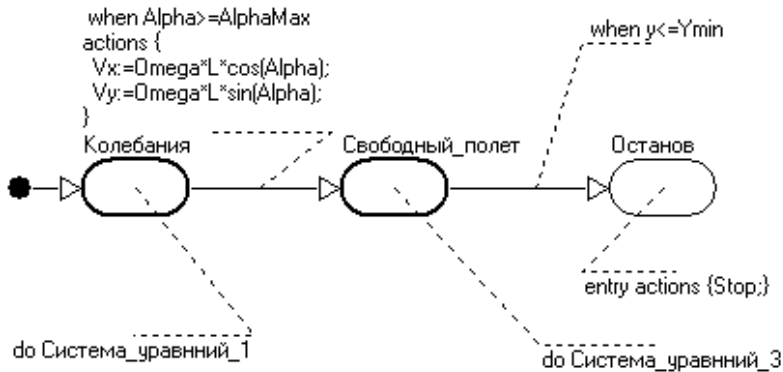 when Alpha>=AlphaMax
actions {
Vx:=Omega*L*cos(Alpha);
Vy:=Omega*L*sin(Alpha);
}
when y<=Ymin
Колебания
Свободный_полет
Останов
entry actions {Stop;}
do Система_уравнний_1
do Система_уравнний_3